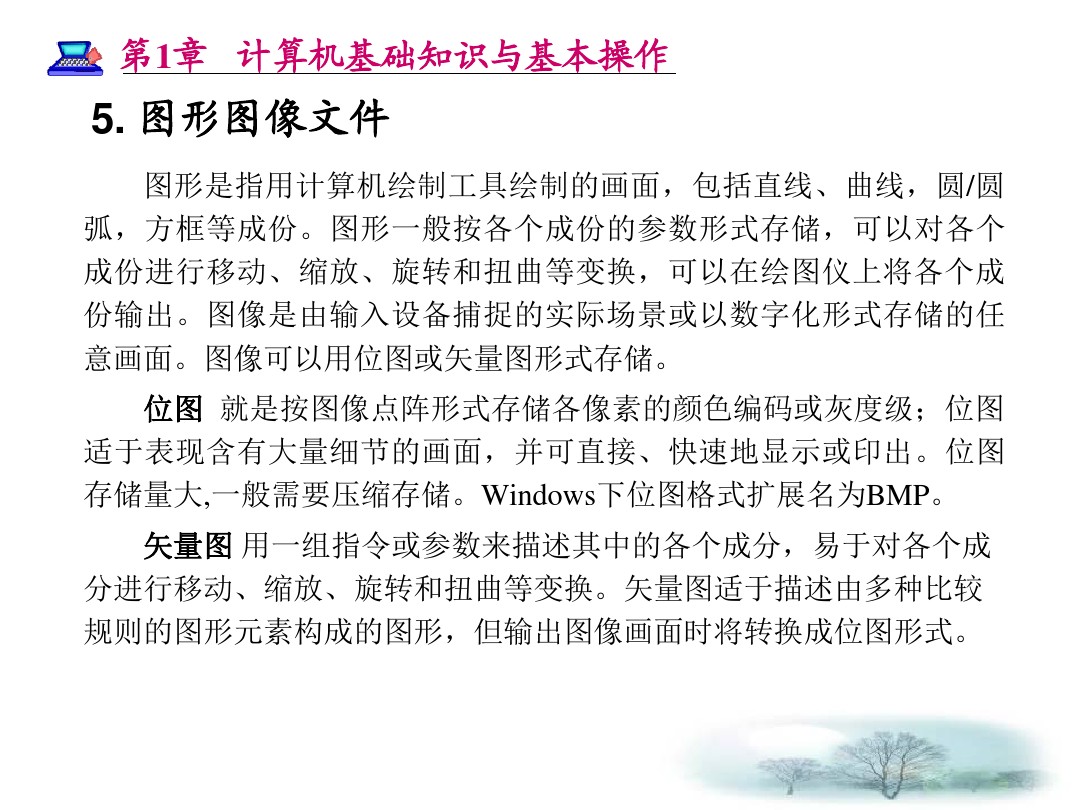 第1章 计算机基础知识与基本操作
5. 图形图像文件
图形是指用计算机绘制工具绘制的画面，包括直线、曲线，圆/圆
弧，方框等成份。图形一般按各个成份的参数形式存储，可以对各个
成份进行移动、缩放、旋转和扭曲等变换，可以在绘图仪上将各个成
份输出。图像是由输入设备捕捉的实际场景或以数字化形式存储的任
意画面。图像可以用位图或矢量图形式存储。
位图 就是按图像点阵形式存储各像素的颜色编码或灰度级；位图
适于表现含有大量细节的画面，并可直接、快速地显示或印出。位图
存储量大,一般需要压缩存储。Windows下位图格式扩展名为BMP。
矢量图 用一组指令或参数来描述其中的各个成分，易于对各个成
分进行移动、缩放、旋转和扭曲等变换。矢量图适于描述由多种比较
规则的图形元素构成的图形，但输出图像画面时将转换成位图形式。